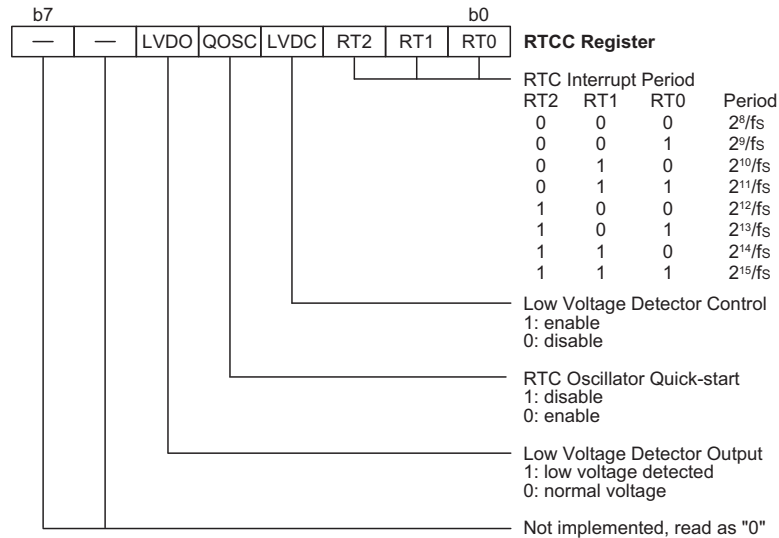 b7 b0
— — LVDO QOSC LVDC RT2 RT1 RT0 RTCC Register
RTC Interrupt Period
RT2 RT1 RT0 Period
0 0 0 2⁸/fS
0 0 1 2⁹/fS
0 1 0 2¹⁰/fS
0 1 1 2¹¹/fS
1 0 0 2¹²/fS
1 0 1 2¹³/fS
1 1 0 2¹⁴/fS
1 1 1 2¹⁵/fS
Low Voltage Detector Control
1: enable
0: disable
RTC Oscillator Quick-start
1: disable
0: enable
Low Voltage Detector Output
1: low voltage detected
0: normal voltage
Not implemented, read as "0"